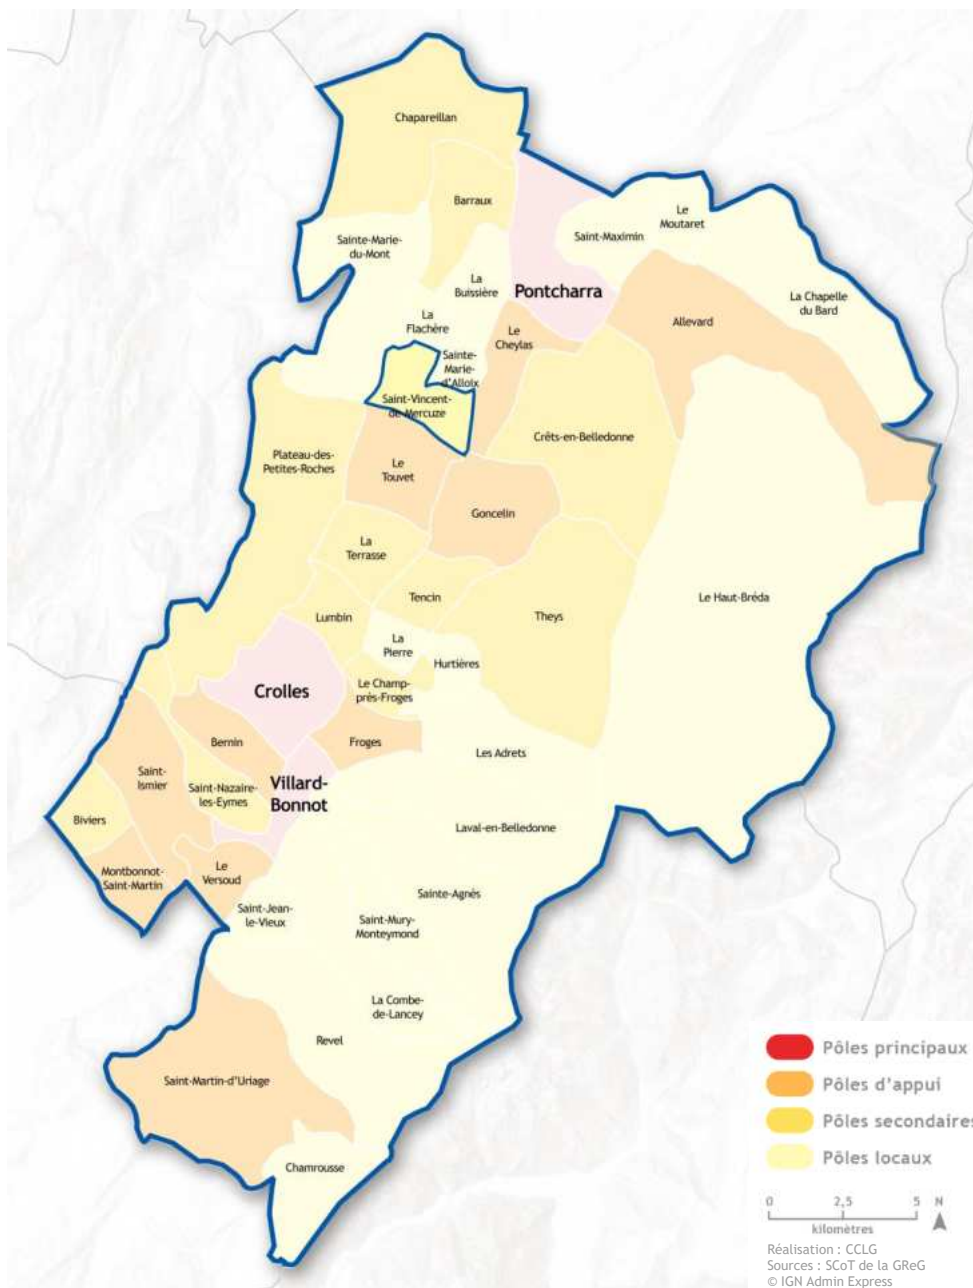 Chapareillan
Barraux
Le
Moutaret
Saint-Maximin
Sainte-Marie-
du-Mont
La
Buissière
Pontcharra
La Chapelle
du Bard
La
Flachère
Le
Cheylas
Allevard
Sainte-
Marie-
d'Alloix
Saint-Vincent-
de-Mercuze
Crêts-en-Belledonne
Plateau-des-
Petites-Roches
Le
Touvet
Goncelin
La
Terrasse
Tencin
Le Haut-Bréda
Lumbin
Theys
La
Pierre
Hurtières
Crolles
Le Champ-
près-Froges
Bernin
Froges
Les Adrets
Saint-
Ismier
Saint-Nazaire-
les-Eymes
Villard-
Bonnot
Biviers
Laval-en-Belledonne
Montbonnot-
Saint-Martin
Le
Versoud
Sainte-Agnés
Saint-Jean-
le-Vieux
Saint-Mury-
Monteymond
La Combe-
de-Lancey
Revel
Saint-Martin-d'Uriage
Chamrousse
Pôles principaux
Pôles d'appui
Pôles secondaires
Pôles locaux
0 2,5 5 N
kilomètres
Réalisation : CCLG
Sources : SCoT de la GReG
© IGN Admin Express